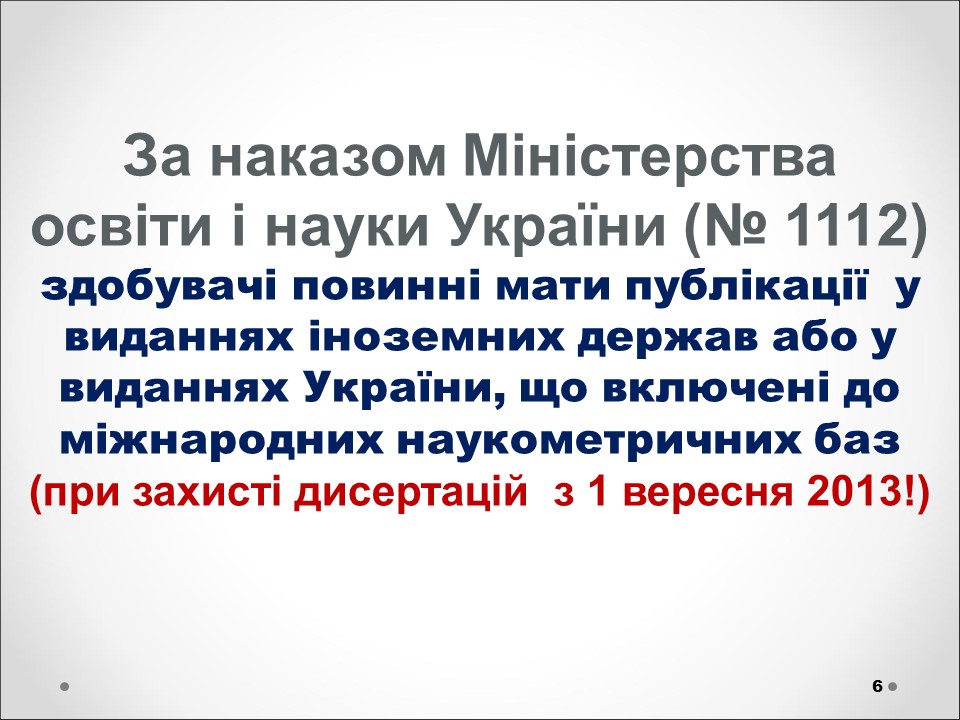 За наказом Міністерства
освіти і науки України (№ 1112)
здобувачі повинні мати публікації  у
виданнях іноземних держав або у
виданнях України, що включені до
міжнародних наукометричних баз
(при захисті дисертацій  з 1 вересня 2013!)
6